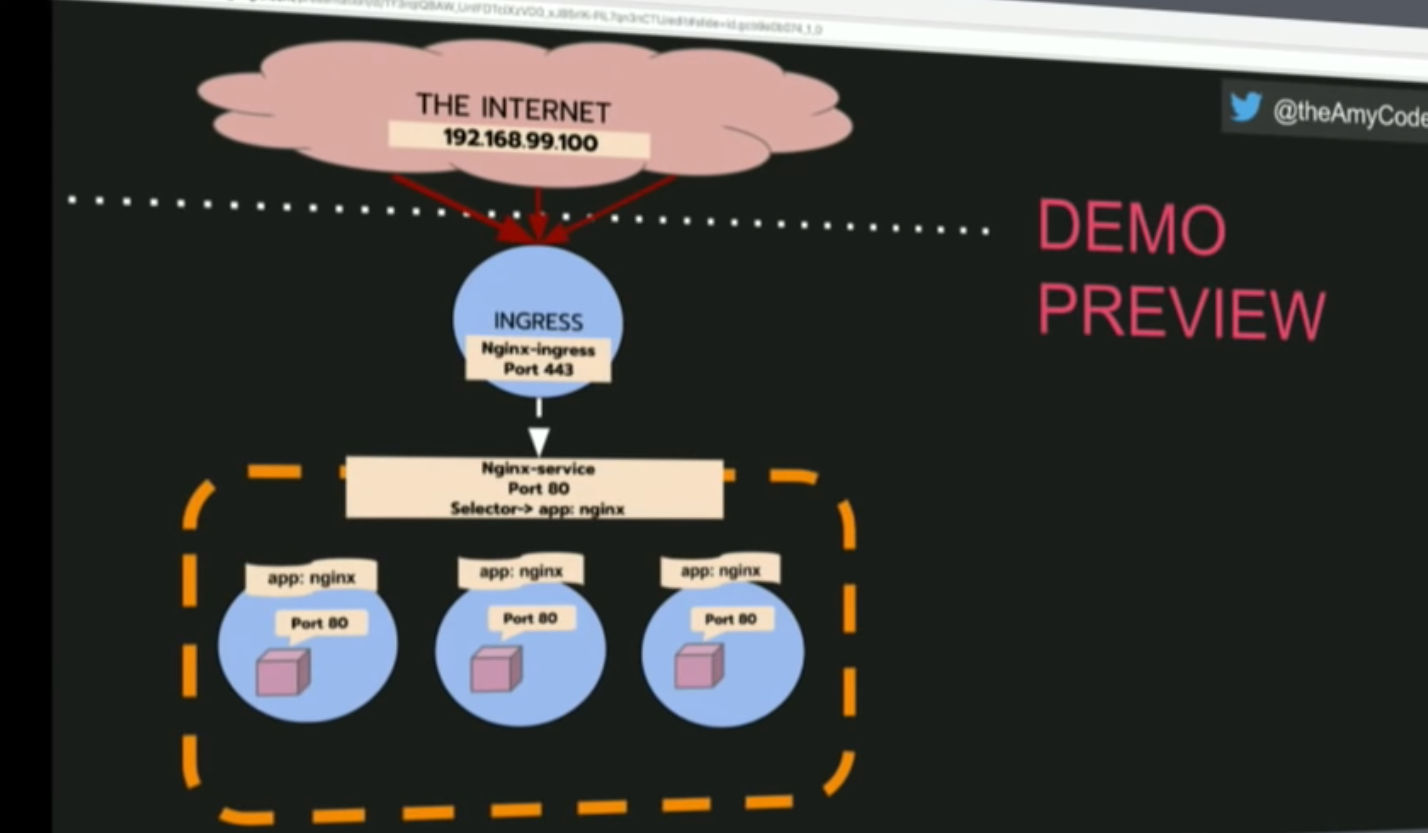 @theAmyCode
THE INTERNET
192.168.99.100
DEMO
PREVIEW
INGRESS
Nginx-ingress
Port 443
Nginx-service
Port 80
Selector-> app: nginx
app: nginx
app: nginx
app: nginx
Port 80
Port 80
Port 80